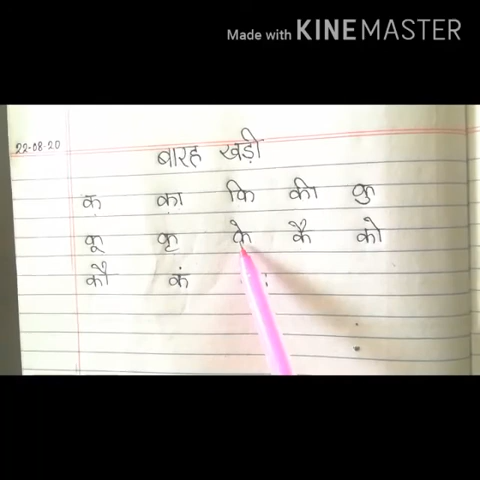 Made with KINEMASTER
22-08-20
बारह खड़ी
क का कि की कु
कू कृ के कै को
कौ कं